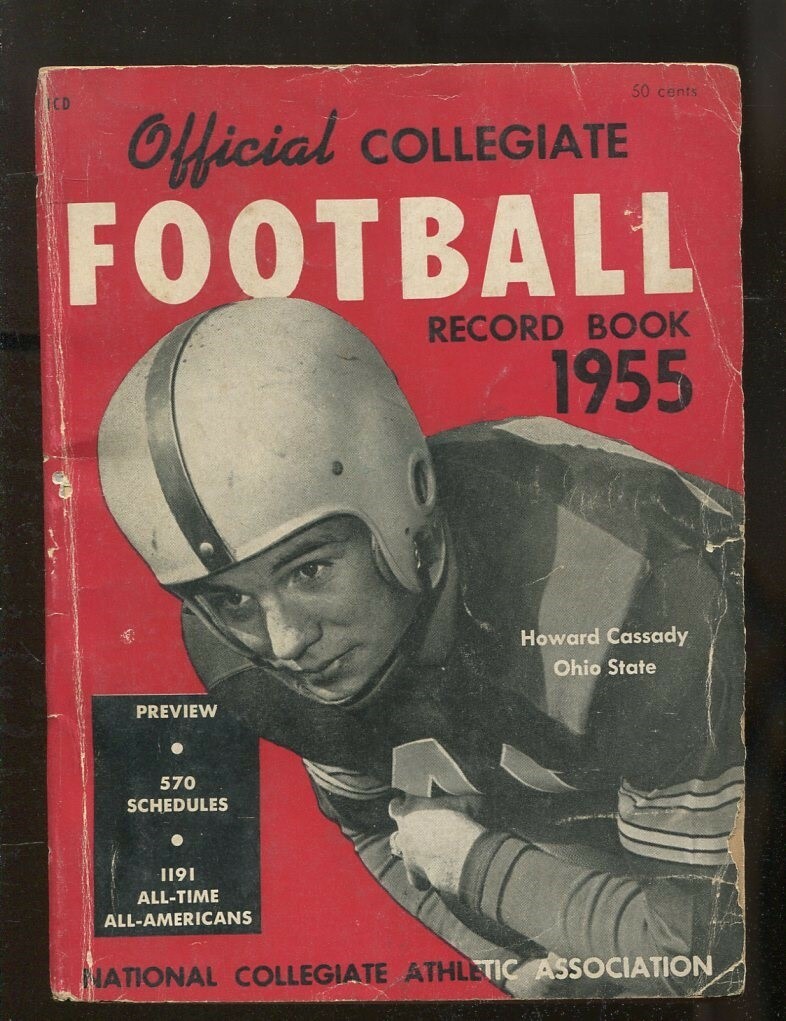 50 cents
Official COLLEGIATE
FOOTBALL
RECORD BOOK
1955
Howard Cassady
Ohio State
PREVIEW
570
SCHEDULES
1191
ALL-TIME
ALL-AMERICANS
NATIONAL COLLEGIATE ATHLETIC ASSOCIATION